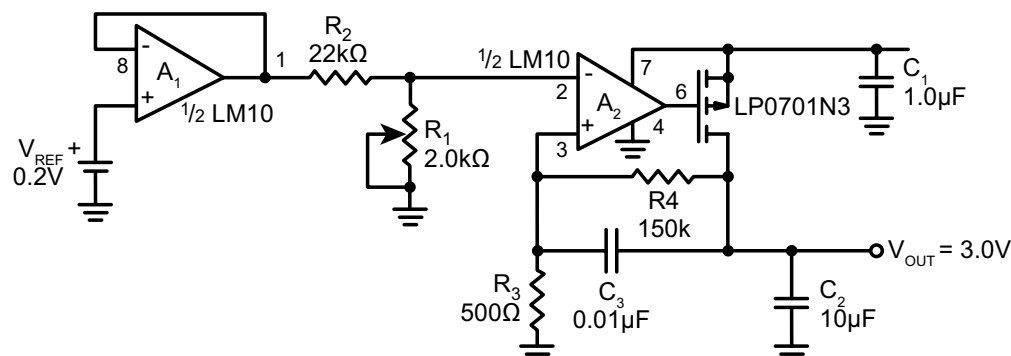 R2
22kΩ
-
8
A1
+
1
1/2 LM10
VREF +
0.2V
R1
2.0kΩ
1/2 LM10
-
2
A2
+
3
7
6
4
LP0701N3
C1
1.0µF
R4
150k
VOUT = 3.0V
R3
500Ω
C3
0.01µF
C2
10µF